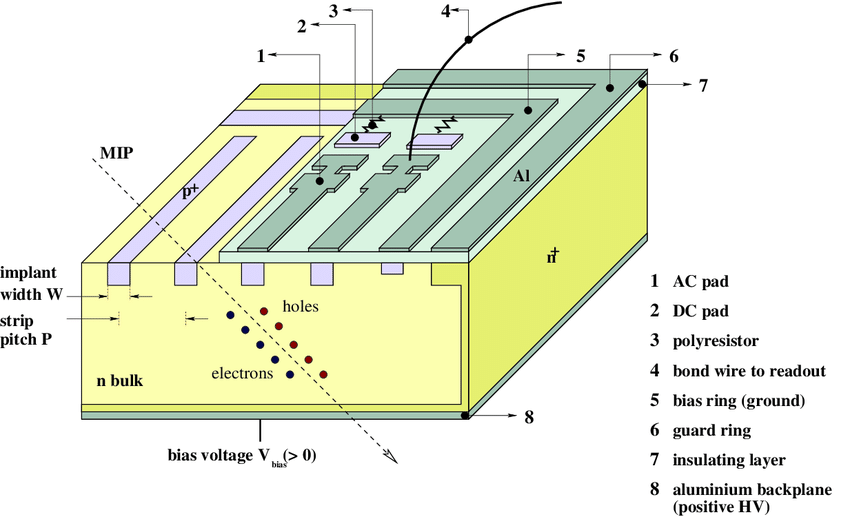 3
4
2
1
5
6
7
MIP
p+
Al
n+
implant
width W
strip
pitch P
holes
electrons
n bulk
8
bias voltage V bias (> 0)
1 AC pad
2 DC pad
3 polyresistor
4 bond wire to readout
5 bias ring (ground)
6 guard ring
7 insulating layer
8 aluminium backplane
(positive HV)